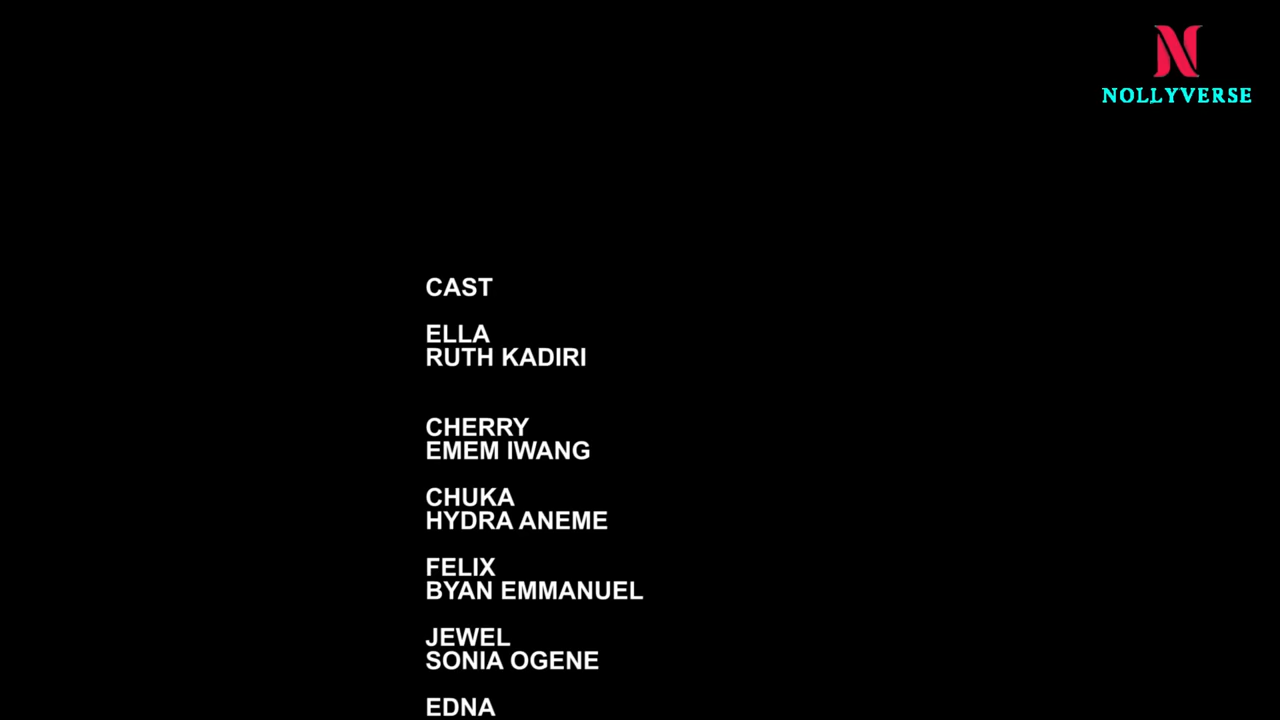 N
NOLLYVERSE
CAST
ELLA
RUTH KADIRI
CHERRY
EMEM IWANG
CHUKA
HYDRA ANEME
FELIX
BYAN EMMANUEL
JEWEL
SONIA OGENE
EDNA